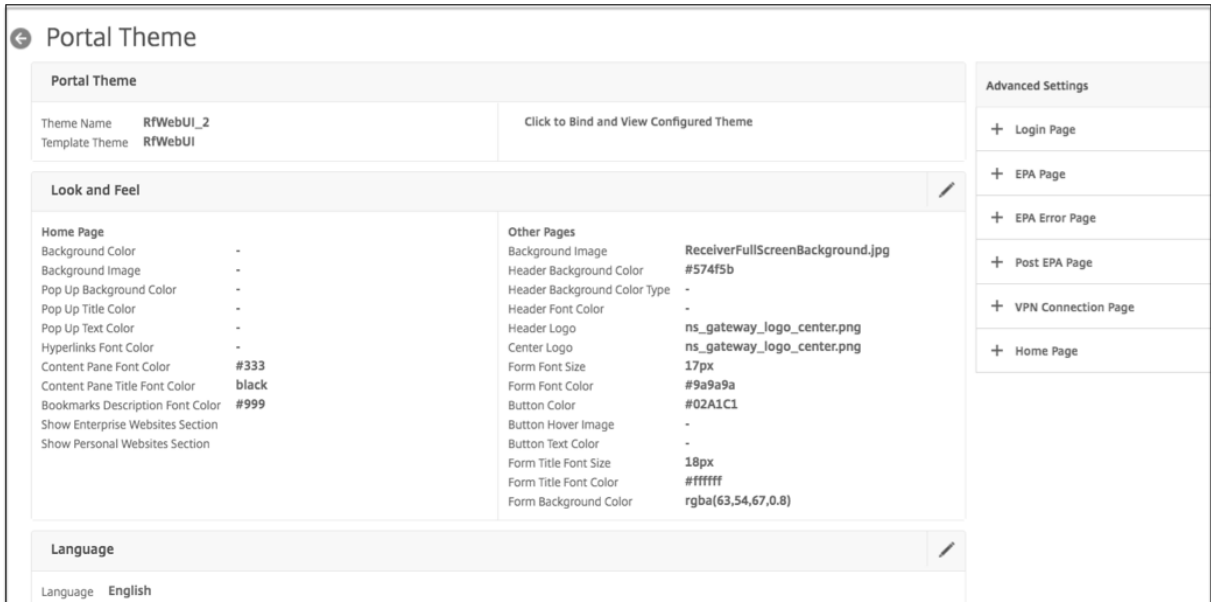 Portal Theme
Portal Theme
Theme Name RfWebUI_2
Template Theme RfWebUI
Click to Bind and View Configured Theme
Look and Feel
Home Page
Background Color -
Background Image -
Pop Up Background Color -
Pop Up Title Color -
Pop Up Text Color -
Hyperlinks Font Color -
Content Pane Font Color #333
Content Pane Title Font Color black
Bookmarks Description Font Color #999
Show Enterprise Websites Section
Show Personal Websites Section
Other Pages
Background Image ReceiverFullScreenBackground.jpg
Header Background Color #574f5b
Header Background Color Type -
Header Font Color -
Header Logo ns_gateway_logo_center.png
Center Logo ns_gateway_logo_center.png
Form Font Size 17px
Form Font Color #9a9a9a
Button Color #02A1C1
Button Hover Image -
Button Text Color -
Form Title Font Size 18px
Form Title Font Color #ffffff
Form Background Color rgba(63,54,67,0.8)
Language
Language English
Advanced Settings
+ Login Page
+ EPA Page
+ EPA Error Page
+ Post EPA Page
+ VPN Connection Page
+ Home Page